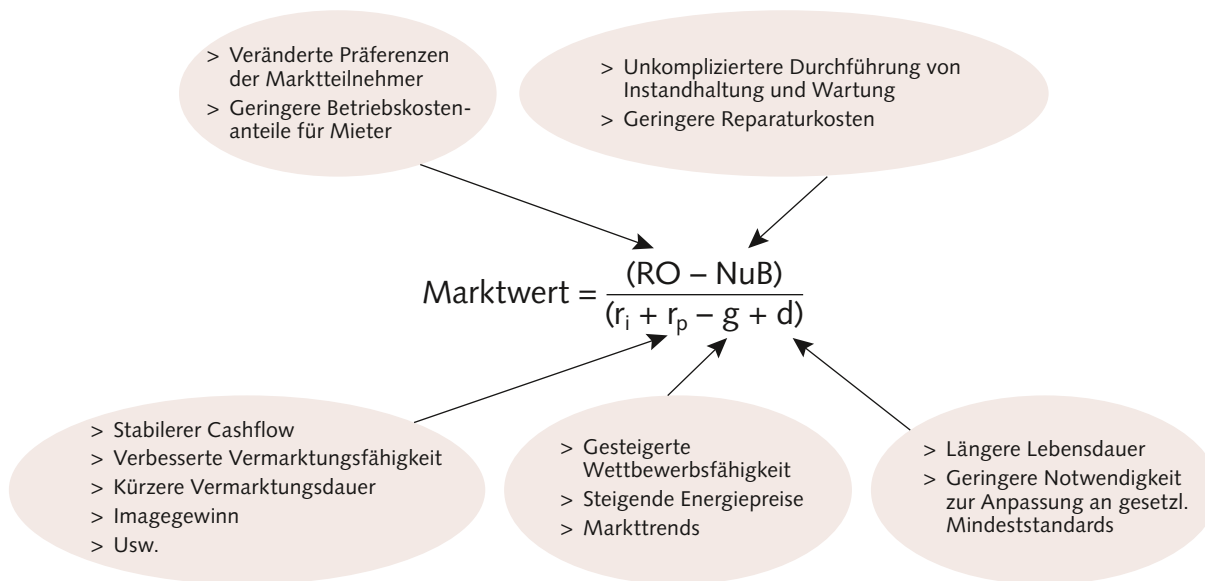 > Veränderte Präferenzen
der Marktteilnehmer
> Geringere Betriebskosten-
anteile für Mieter
> Unkompliziertere Durchführung von
Instandhaltung und Wartung
> Geringere Reparaturkosten
Marktwert = (RO – NuB)
(rᵢ + rₚ – g + d)
> Stabilerer Cashflow
> Verbesserte Vermarktungsfähigkeit
> Kürzere Vermarktungsdauer
> Imagegewinn
> Usw.
> Gesteigerte
Wettbewerbsfähigkeit
> Steigende Energiepreise
> Markttrends
> Längere Lebensdauer
> Geringere Notwendigkeit
zur Anpassung an gesetzl.
Mindeststandards